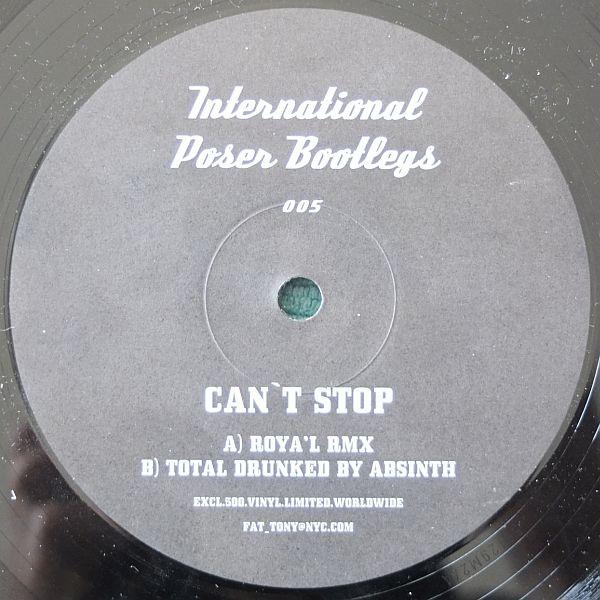 International
Poser Bootlegs
005
CAN`T STOP
A) ROYA'L RMX
B) TOTAL DRUNKED BY ABSINTH
EXCL.500.VINYL.LIMITED.WORLDWIDE
FAT_TONY@NYC.COM